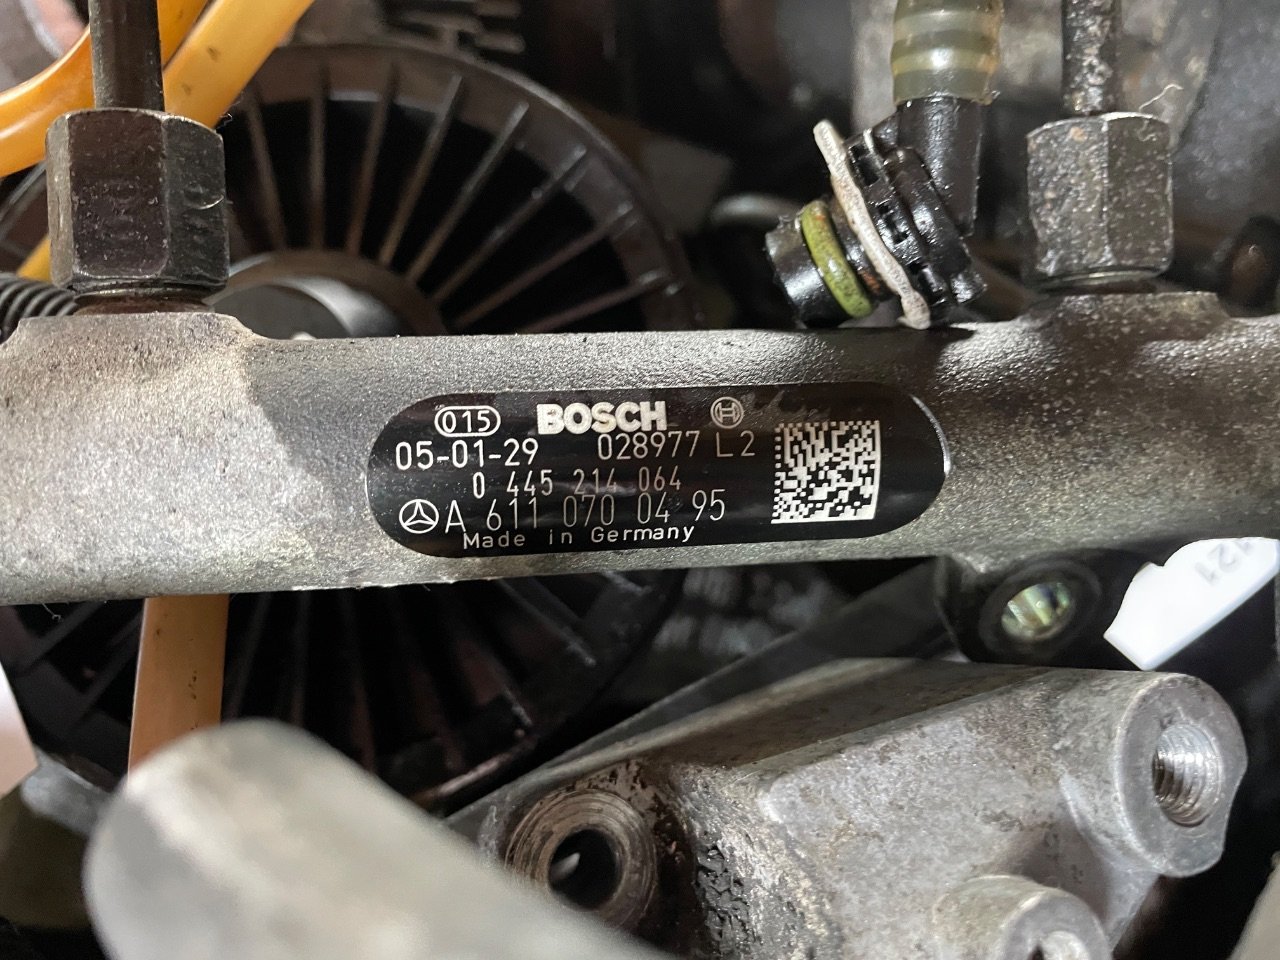 015 BOSCH
05-01-29 028977 L2
0 445 214 064
A 611 070 04 95
Made in Germany